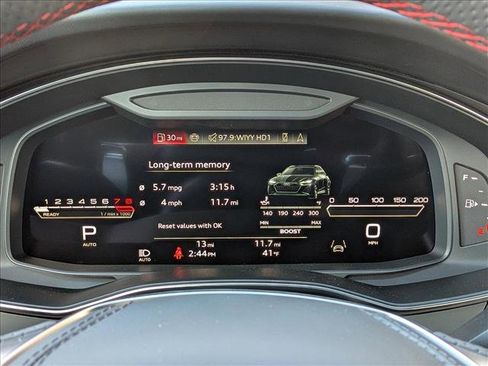 30 mi 97.9:WIYY HD1
Long-term memory
Ø 5.7 mpg 3:15 h
Ø 4 mph 11.7 mi
Reset values with OK
°F °F
140 190 240 300
MIN MAX
BOOST
1 2 3 4 5 6 7 8
READY 1 / min x 1000
0 50 100 150 200
P
AUTO
0
MPH
AUTO
13 mi 11.7 mi
2:44 PM 41°F
F